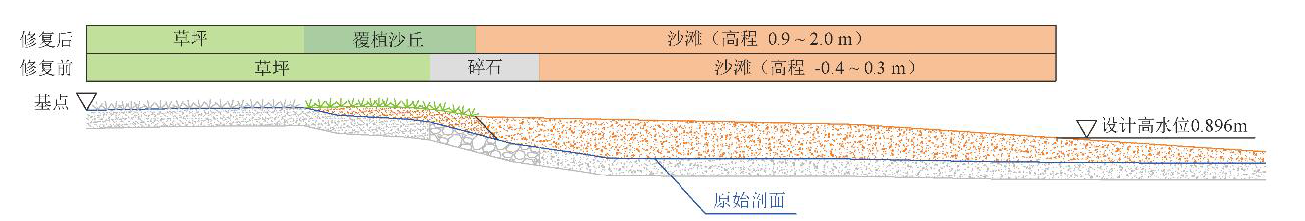 修复后 草坪 覆植沙丘 沙滩（高程 0.9～2.0 m）
修复前 草坪 碎石 沙滩（高程 -0.4～0.3 m）
基点
设计高水位0.896m
原始剖面